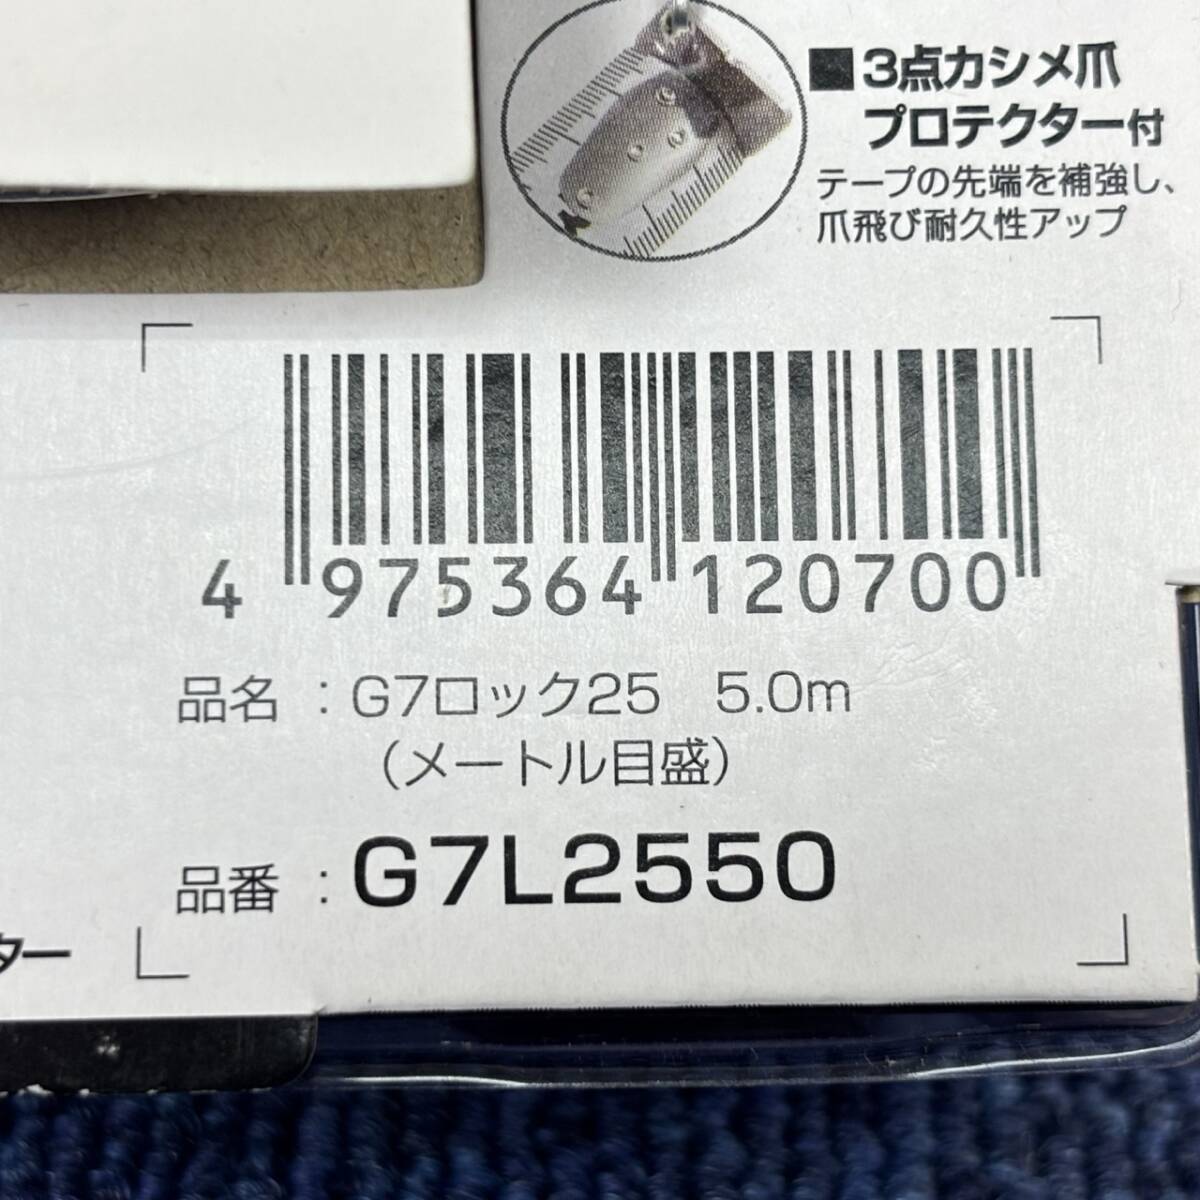 ■3点カシメ爪
プロテクター付
テープの先端を補強し、
爪飛び耐久性アップ
4 975364 120700
品名 : G7ロック25 5.0m
(メートル目盛)
品番 : G7L2550
ター